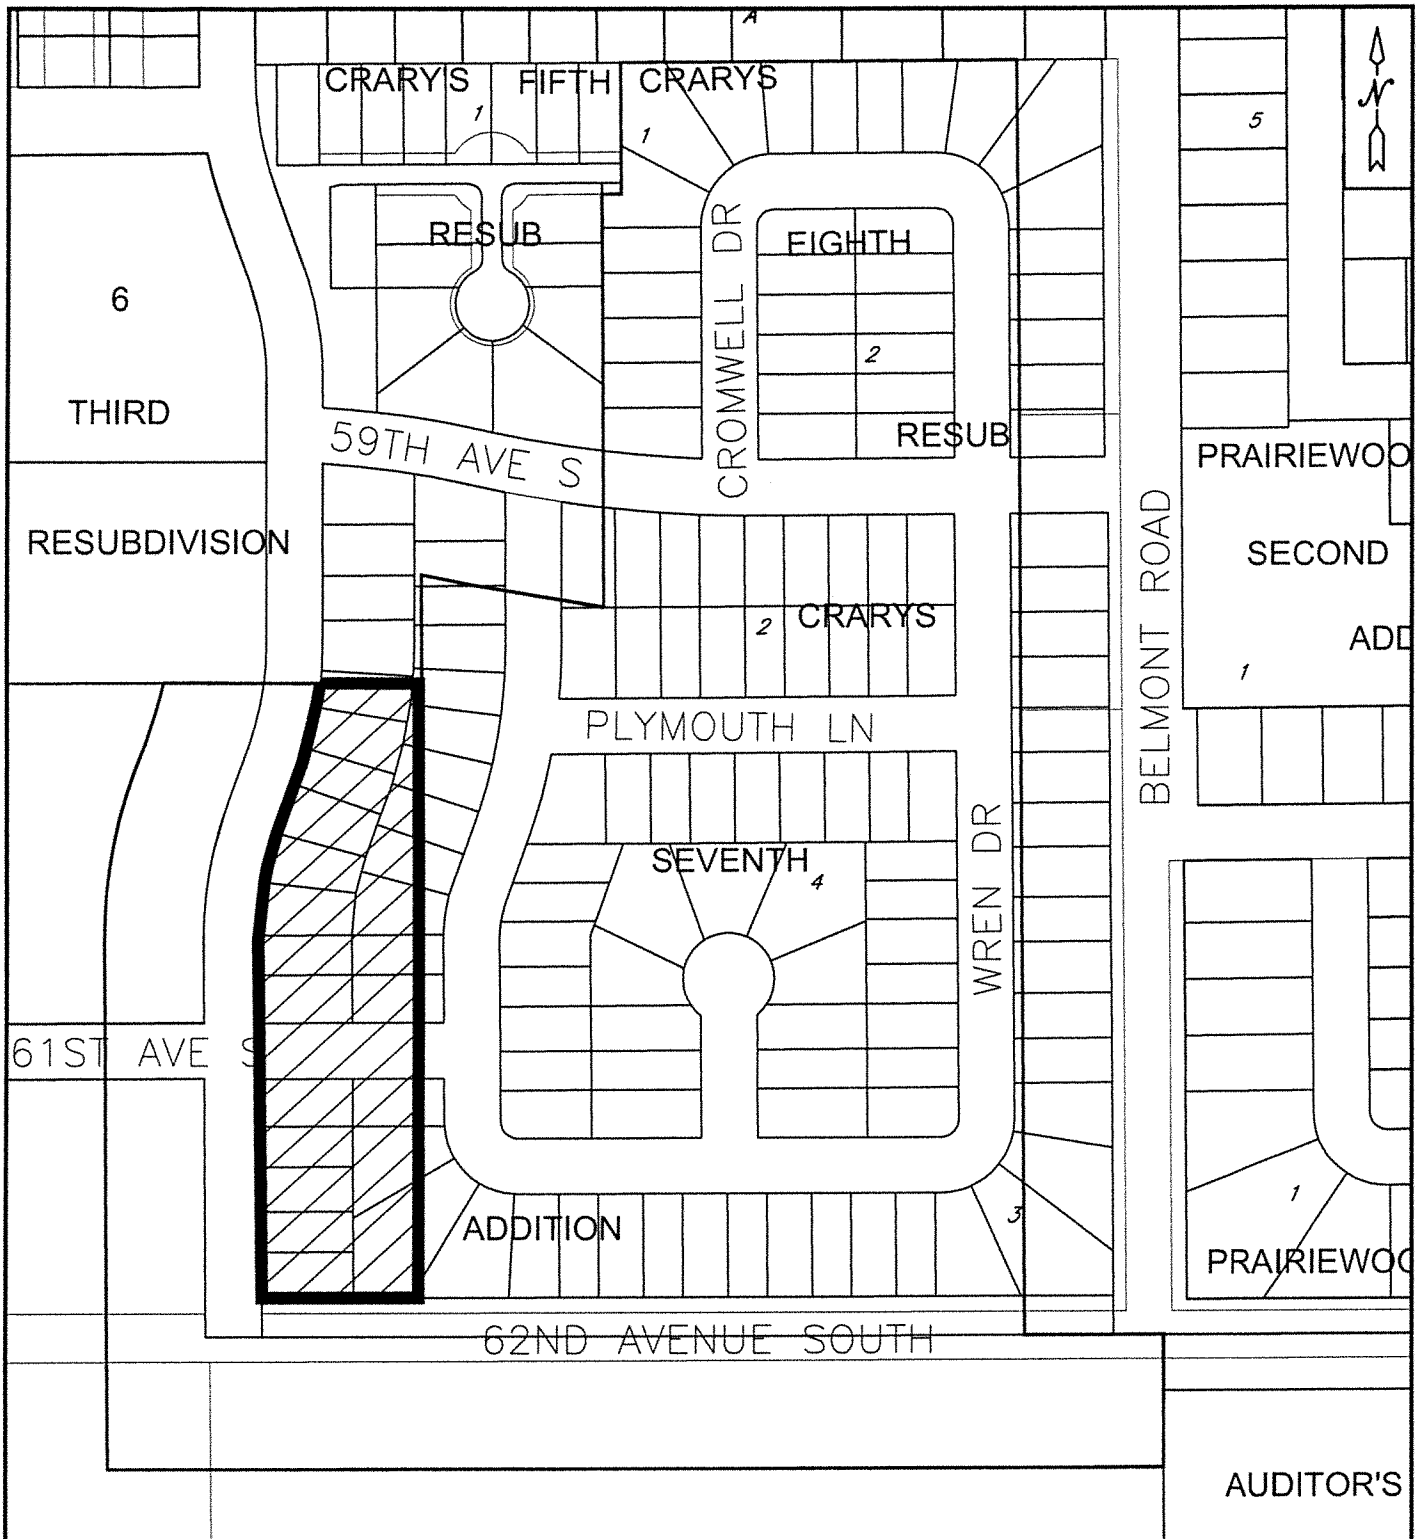 A
CRARY'S FIFTH CRARYS
1
1
5
N
RESUB
CROMWELL DR
EIGHTH
6
2
THIRD
59TH AVE S
RESUB
PRAIRIEWOO
RESUBDIVISION
BELMONT ROAD
SECOND
2 CRARYS
ADD
1
PLYMOUTH LN
WREN DR
SEVENTH
4
61ST AVE S
1
3
ADDITION
PRAIRIEWOO
62ND AVENUE SOUTH
AUDITOR'S